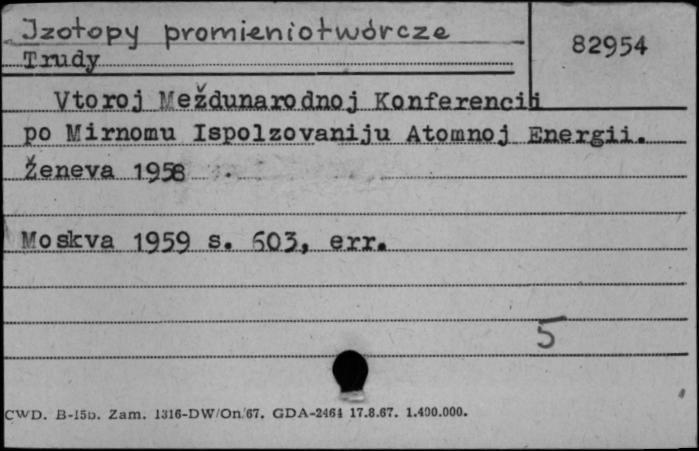 Izotopy promieniotwórcze
82954
Trudy
Vtoroj Meždunarodnoj Konferencii
po Mirnomu Ispolzovaniju Atomnoj Energii.
Ženeva 1958
Moskva 1959 s. 603, err.
5
CWD. B-15b. Zam. 1316-DW/On/67. GDA-2464 17.8.67. 1.400.000.